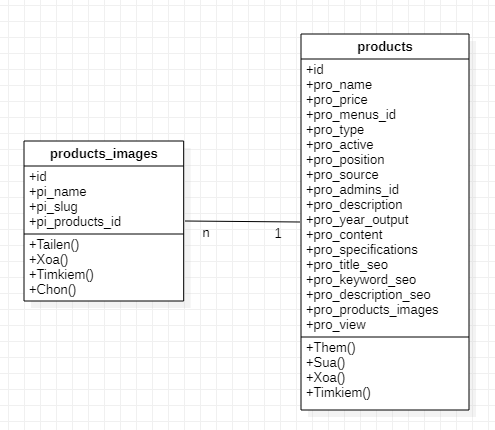 products
+id
+pro_name
+pro_price
+pro_menus_id
+pro_type
+pro_active
+pro_position
+pro_source
+pro_admins_id
+pro_description
+pro_year_output
+pro_content
+pro_specifications
+pro_title_seo
+pro_keyword_seo
+pro_description_seo
+pro_products_images
+pro_view
+Them()
+Sua()
+Xoa()
+Timkiem()
products_images
+id
+pi_name
+pi_slug
+pi_products_id
+Tailen()
+Xoa()
+Timkiem()
+Chon()
n
1